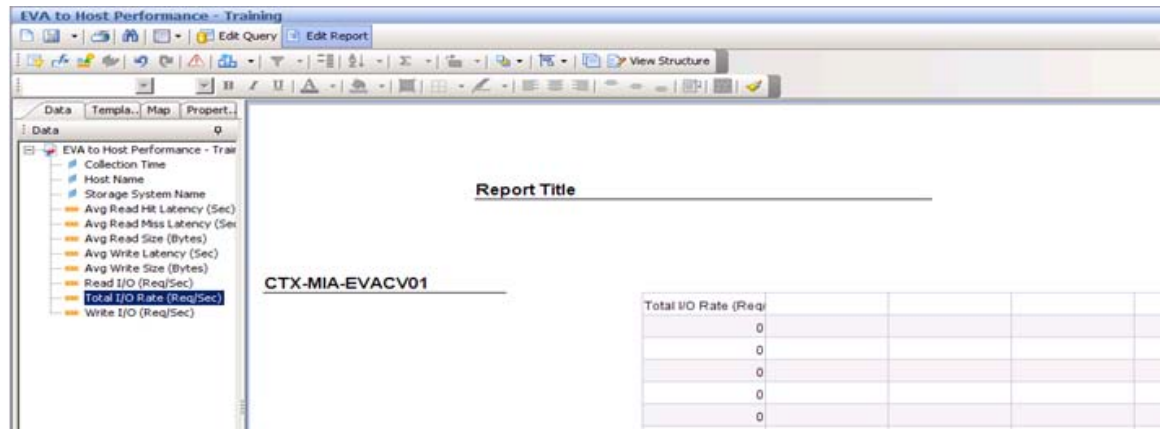 EVA to Host Performance - Training
Edit Query Edit Report
View Structure
B I U A
Data Templa.. Map Propert..
Data
EVA to Host Performance - Trair
Collection Time
Host Name
Storage System Name
Avg Read Hit Latency (Sec)
Avg Read Miss Latency (Sec
Avg Read Size (Bytes)
Avg Write Latency (Sec)
Avg Write Size (Bytes)
Read I/O (Req/Sec)
Total I/O Rate (Req/Sec)
Write I/O (Req/Sec)
Report Title
CTX-MIA-EVACV01
Total I/O Rate (Req/
0
0
0
0
0